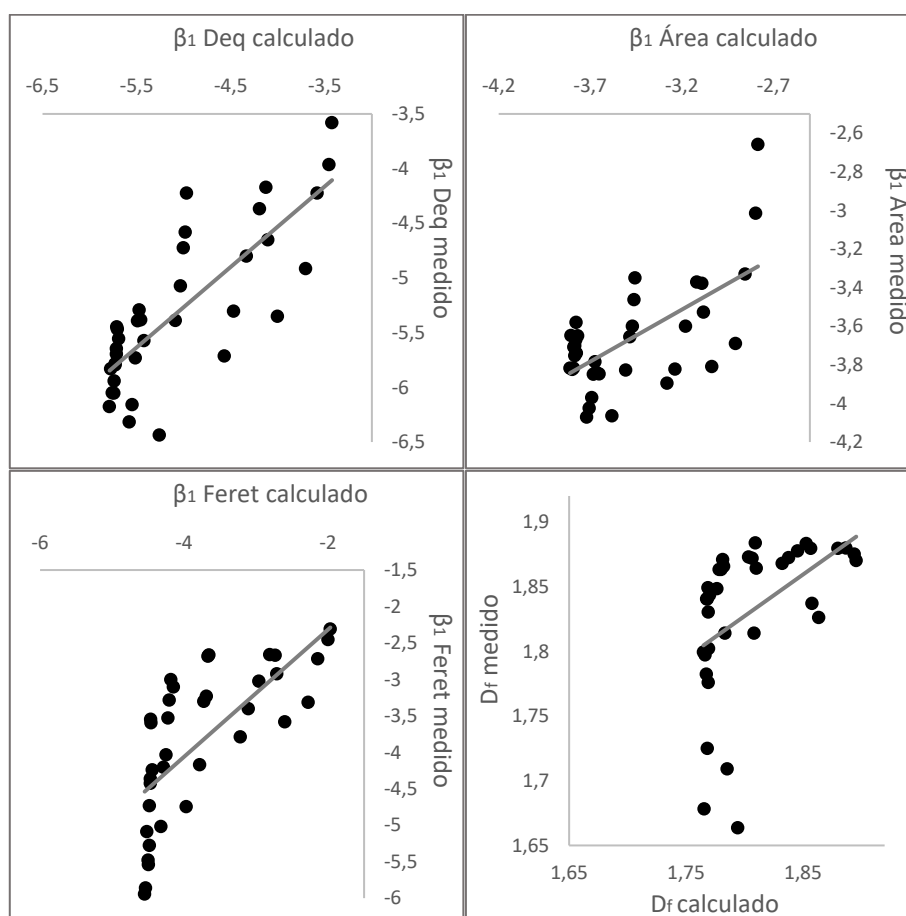 β1 Deq calculado
-6,5 -5,5 -4,5 -3,5
-3,5
-4
-4,5
-5
-5,5
-6
-6,5
β1 Deq medido
β1 Área calculado
-4,2 -3,7 -3,2 -2,7
-2,6
-2,8
-3
-3,2
-3,4
-3,6
-3,8
-4
-4,2
β1 Área medido
β1 Feret calculado
-6 -4 -2
-1,5
-2
-2,5
-3
-3,5
-4
-4,5
-5
-5,5
-6
β1 Feret medido
1,9
1,85
1,8
1,75
1,7
1,65
Df medido
1,65 1,75 1,85
Df calculado